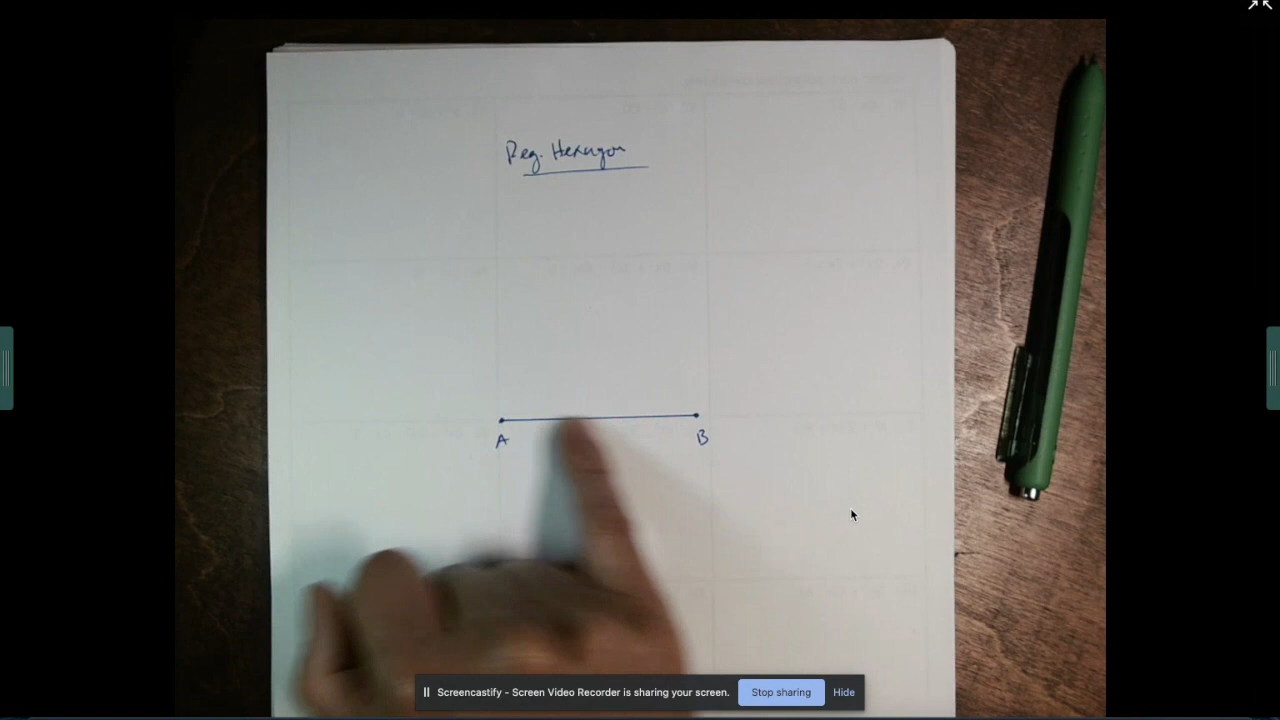 Reg. Hexagon
A B
Screencastify - Screen Video Recorder is sharing your screen. Stop sharing Hide